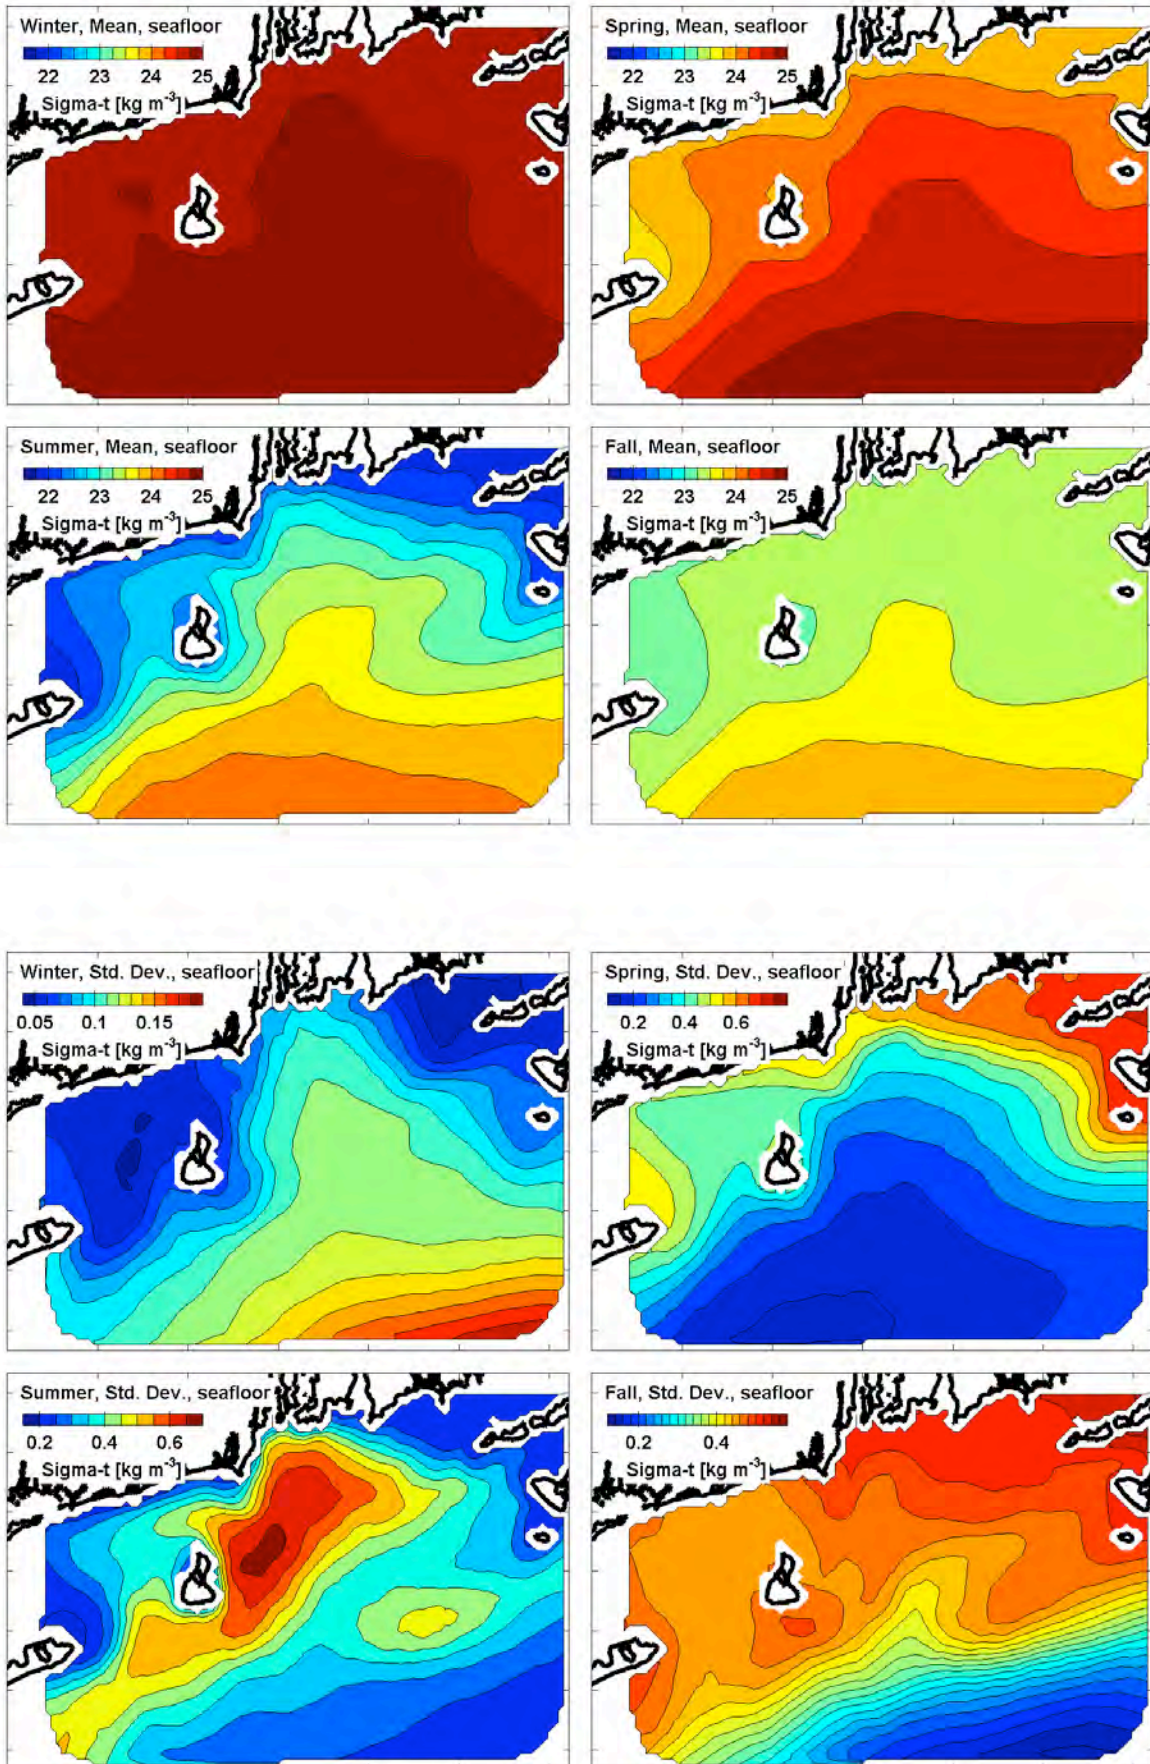 Winter, Mean, seafloor
22 23 24 25
Sigma-t [kg m⁻³]
Spring, Mean, seafloor
22 23 24 25
Sigma-t [kg m⁻³]
Summer, Mean, seafloor
22 23 24 25
Sigma-t [kg m⁻³]
Fall, Mean, seafloor
22 23 24 25
Sigma-t [kg m⁻³]
Winter, Std. Dev., seafloor
0.05 0.1 0.15
Sigma-t [kg m⁻³]
Spring, Std. Dev., seafloor
0.2 0.4 0.6
Sigma-t [kg m⁻³]
Summer, Std. Dev., seafloor
0.2 0.4 0.6
Sigma-t [kg m⁻³]
Fall, Std. Dev., seafloor
0.2 0.4
Sigma-t [kg m⁻³]